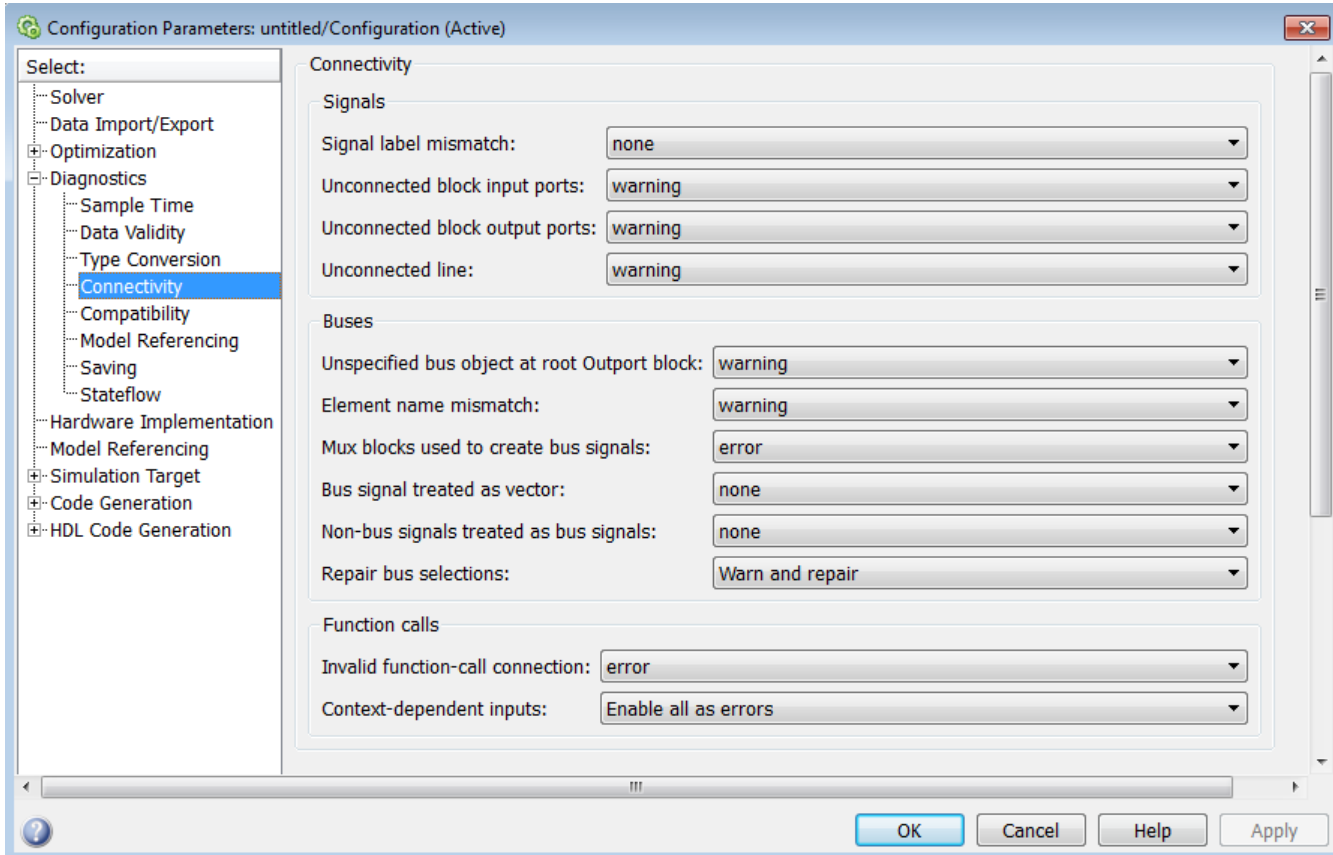 Configuration Parameters: untitled/Configuration (Active)
Select:
Solver
Data Import/Export
Optimization
Diagnostics
Sample Time
Data Validity
Type Conversion
Connectivity
Compatibility
Model Referencing
Saving
Stateflow
Hardware Implementation
Model Referencing
Simulation Target
Code Generation
HDL Code Generation
Connectivity
Signals
Signal label mismatch: none
Unconnected block input ports: warning
Unconnected block output ports: warning
Unconnected line: warning
Buses
Unspecified bus object at root Outport block: warning
Element name mismatch: warning
Mux blocks used to create bus signals: error
Bus signal treated as vector: none
Non-bus signals treated as bus signals: none
Repair bus selections: Warn and repair
Function calls
Invalid function-call connection: error
Context-dependent inputs: Enable all as errors
OK Cancel Help Apply